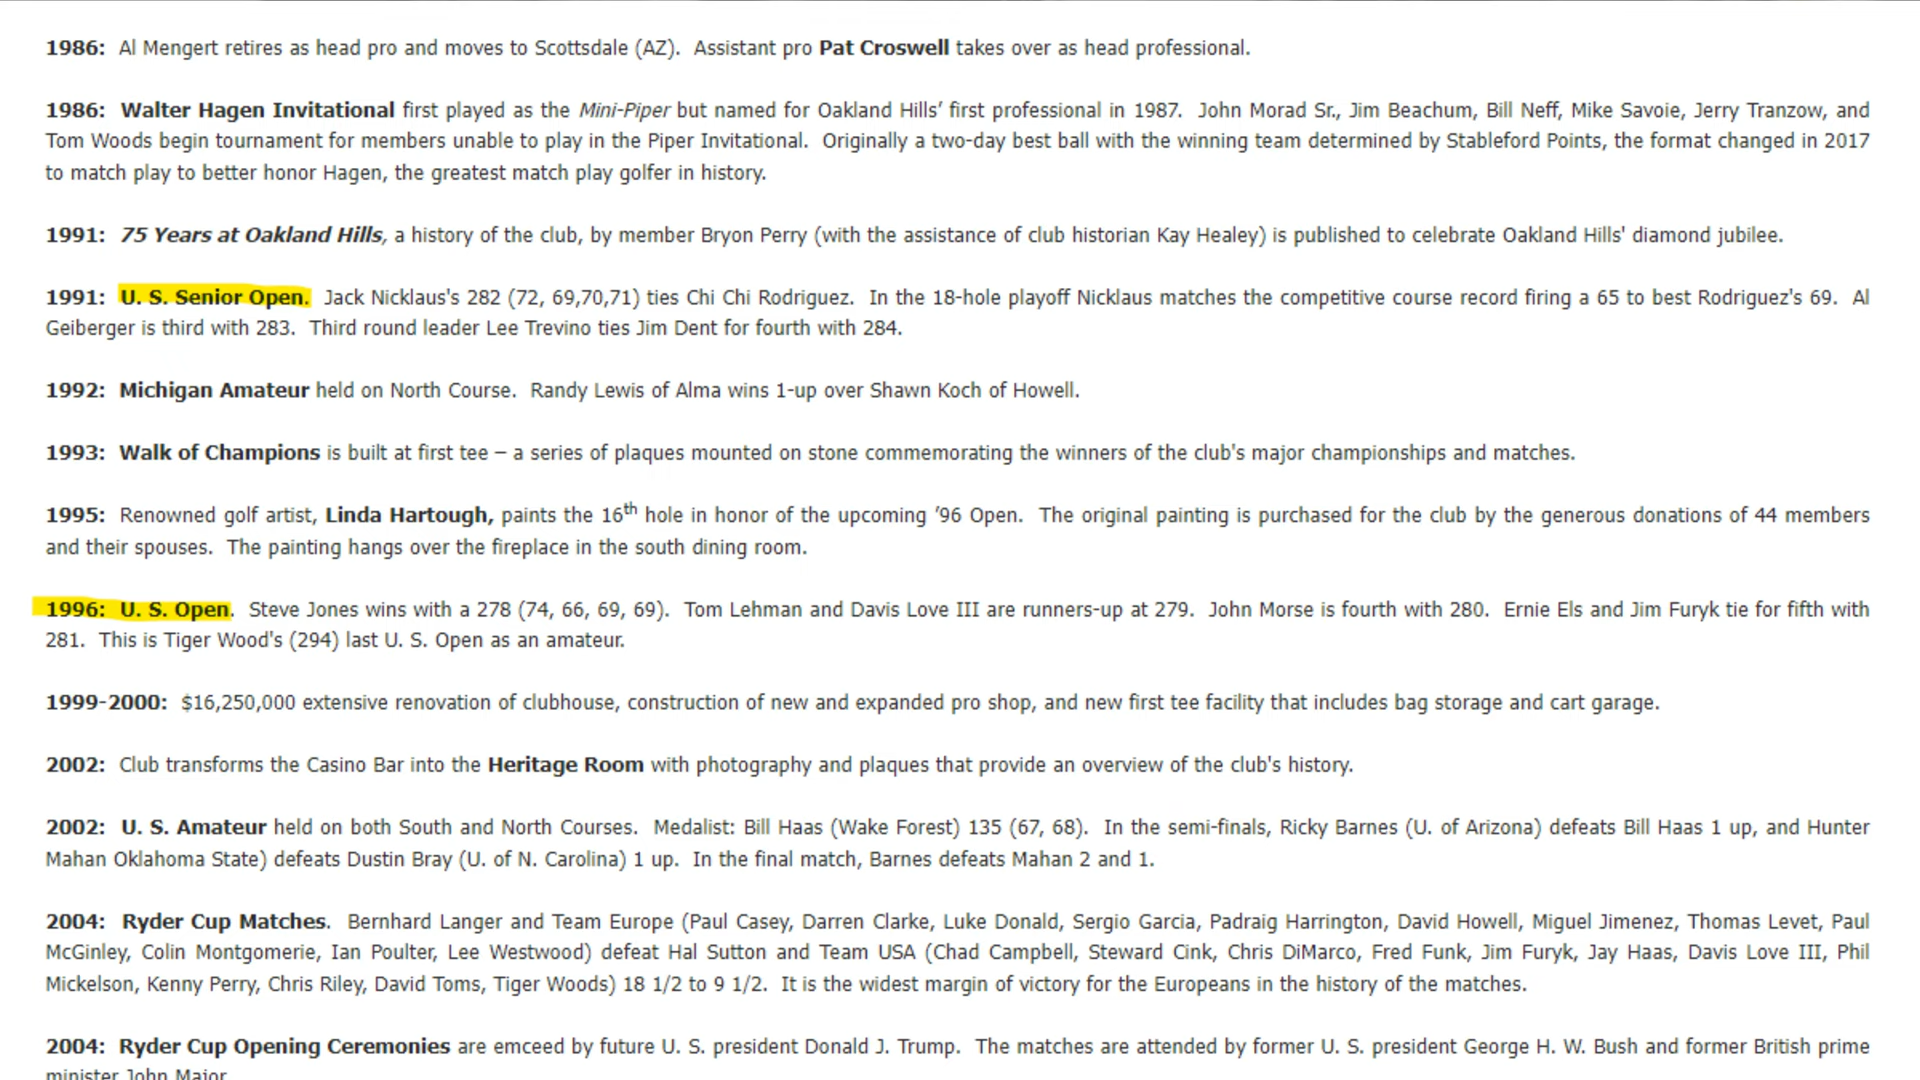 1986: Al Mengert retires as head pro and moves to Scottsdale (AZ). Assistant pro Pat Croswell takes over as head professional.
1986: Walter Hagen Invitational first played as the Mini-Piper but named for Oakland Hills’ first professional in 1987. John Morad Sr., Jim Beachum, Bill Neff, Mike Savoie, Jerry Tranzow, and
Tom Woods begin tournament for members unable to play in the Piper Invitational. Originally a two-day best ball with the winning team determined by Stableford Points, the format changed in 2017
to match play to better honor Hagen, the greatest match play golfer in history.
1991: 75 Years at Oakland Hills, a history of the club, by member Bryon Perry (with the assistance of club historian Kay Healey) is published to celebrate Oakland Hills' diamond jubilee.
1991: U. S. Senior Open. Jack Nicklaus's 282 (72, 69,70,71) ties Chi Chi Rodriguez. In the 18-hole playoff Nicklaus matches the competitive course record firing a 65 to best Rodriguez's 69. Al
Geiberger is third with 283. Third round leader Lee Trevino ties Jim Dent for fourth with 284.
1992: Michigan Amateur held on North Course. Randy Lewis of Alma wins 1-up over Shawn Koch of Howell.
1993: Walk of Champions is built at first tee – a series of plaques mounted on stone commemorating the winners of the club's major championships and matches.
1995: Renowned golf artist, Linda Hartough, paints the 16th hole in honor of the upcoming ’96 Open. The original painting is purchased for the club by the generous donations of 44 members
and their spouses. The painting hangs over the fireplace in the south dining room.
1996: U. S. Open. Steve Jones wins with a 278 (74, 66, 69, 69). Tom Lehman and Davis Love III are runners-up at 279. John Morse is fourth with 280. Ernie Els and Jim Furyk tie for fifth with
281. This is Tiger Wood's (294) last U. S. Open as an amateur.
1999-2000: $16,250,000 extensive renovation of clubhouse, construction of new and expanded pro shop, and new first tee facility that includes bag storage and cart garage.
2002: Club transforms the Casino Bar into the Heritage Room with photography and plaques that provide an overview of the club's history.
2002: U. S. Amateur held on both South and North Courses. Medalist: Bill Haas (Wake Forest) 135 (67, 68). In the semi-finals, Ricky Barnes (U. of Arizona) defeats Bill Haas 1 up, and Hunter
Mahan Oklahoma State) defeats Dustin Bray (U. of N. Carolina) 1 up. In the final match, Barnes defeats Mahan 2 and 1.
2004: Ryder Cup Matches. Bernhard Langer and Team Europe (Paul Casey, Darren Clarke, Luke Donald, Sergio Garcia, Padraig Harrington, David Howell, Miguel Jimenez, Thomas Levet, Paul
McGinley, Colin Montgomerie, Ian Poulter, Lee Westwood) defeat Hal Sutton and Team USA (Chad Campbell, Steward Cink, Chris DiMarco, Fred Funk, Jim Furyk, Jay Haas, Davis Love III, Phil
Mickelson, Kenny Perry, Chris Riley, David Toms, Tiger Woods) 18 1/2 to 9 1/2. It is the widest margin of victory for the Europeans in the history of the matches.
2004: Ryder Cup Opening Ceremonies are emceed by future U. S. president Donald J. Trump. The matches are attended by former U. S. president George H. W. Bush and former British prime
minister John Major